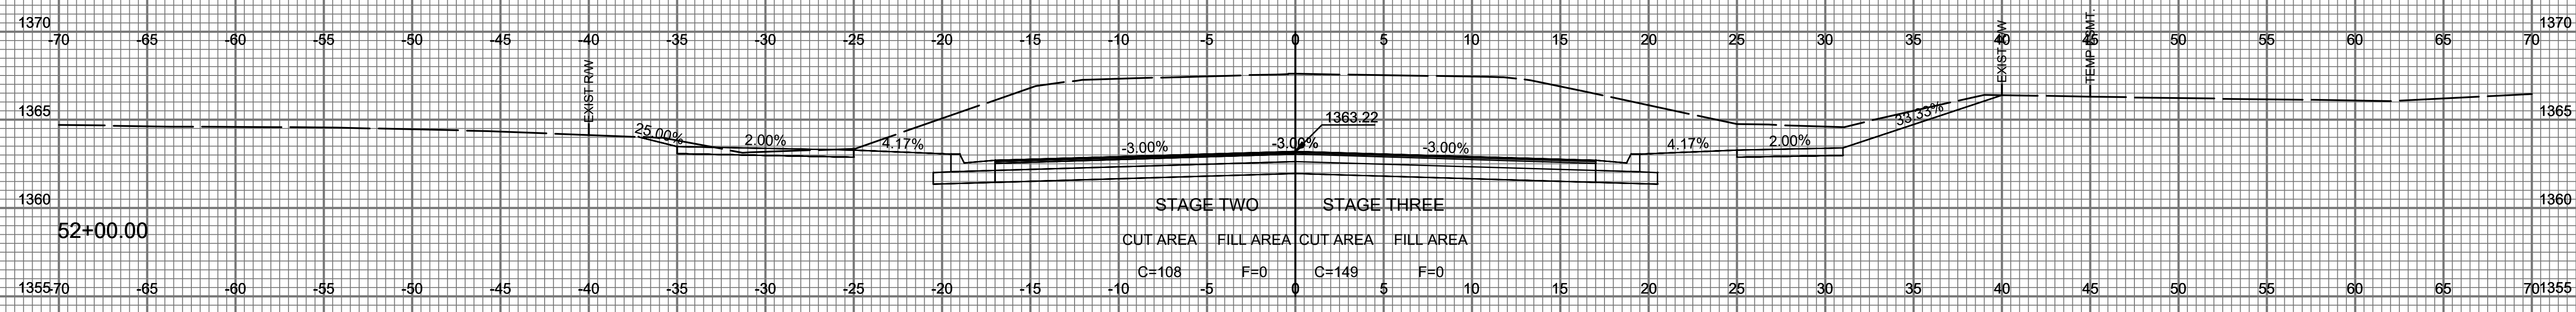 1370 1370
-70 -65 -60 -55 -50 -45 -40 -35 -30 -25 -20 -15 -10 -5 0 5 10 15 20 25 30 35 40 45 50 55 60 65 70
EXIST R/W EXIST R/W TEMP ESMT.
1365 1365
1363.22
25.00% 2.00% 4.17% -3.00% -3.00% -3.00% 4.17% 2.00% 33.33%
1360 1360
STAGE TWO STAGE THREE
52+00.00
CUT AREA FILL AREA CUT AREA FILL AREA
C=108 F=0 C=149 F=0
1355 -70 -65 -60 -55 -50 -45 -40 -35 -30 -25 -20 -15 -10 -5 0 5 10 15 20 25 30 35 40 45 50 55 60 65 70 1355